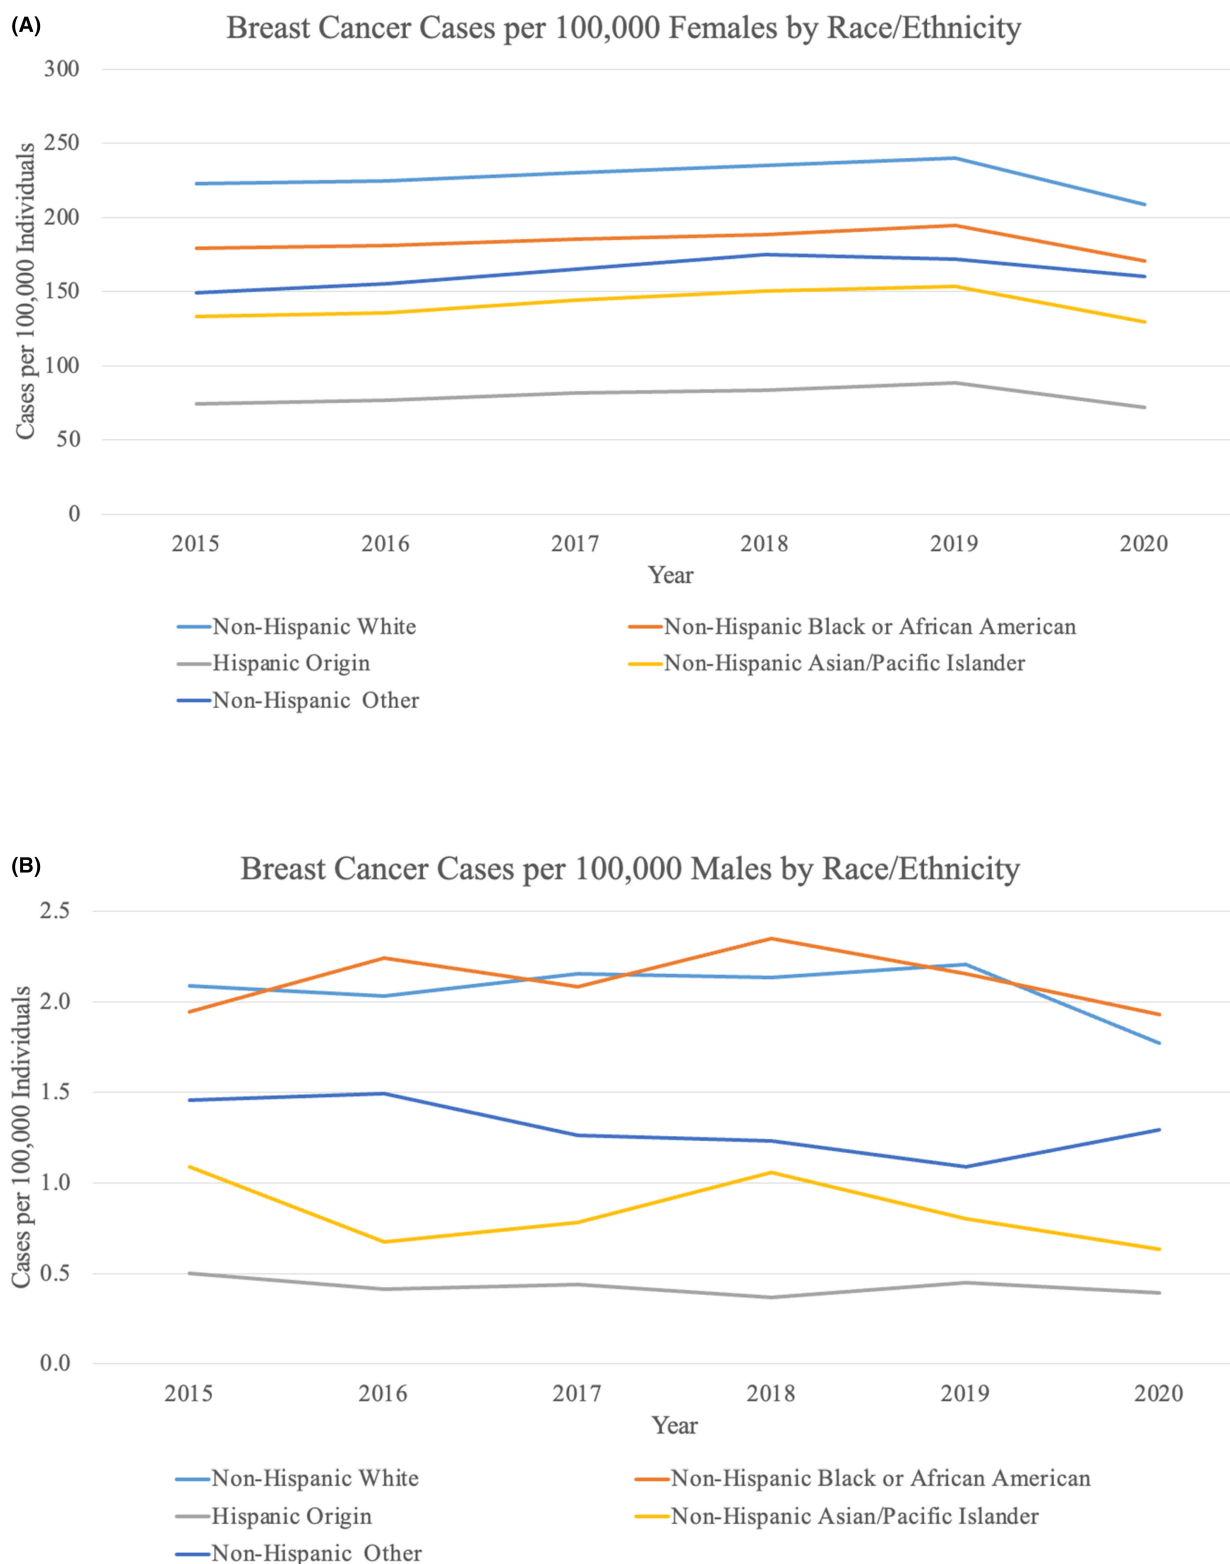 (A)
Breast Cancer Cases per 100,000 Females by Race/Ethnicity
Cases per 100,000 Individuals
300
250
200
150
100
50
0
2015 2016 2017 2018 2019 2020
Year
Non-Hispanic White Non-Hispanic Black or African American
Hispanic Origin Non-Hispanic Asian/Pacific Islander
Non-Hispanic Other
(B)
Breast Cancer Cases per 100,000 Males by Race/Ethnicity
Cases per 100,000 Individuals
2.5
2.0
1.5
1.0
0.5
0.0
2015 2016 2017 2018 2019 2020
Year
Non-Hispanic White Non-Hispanic Black or African American
Hispanic Origin Non-Hispanic Asian/Pacific Islander
Non-Hispanic Other